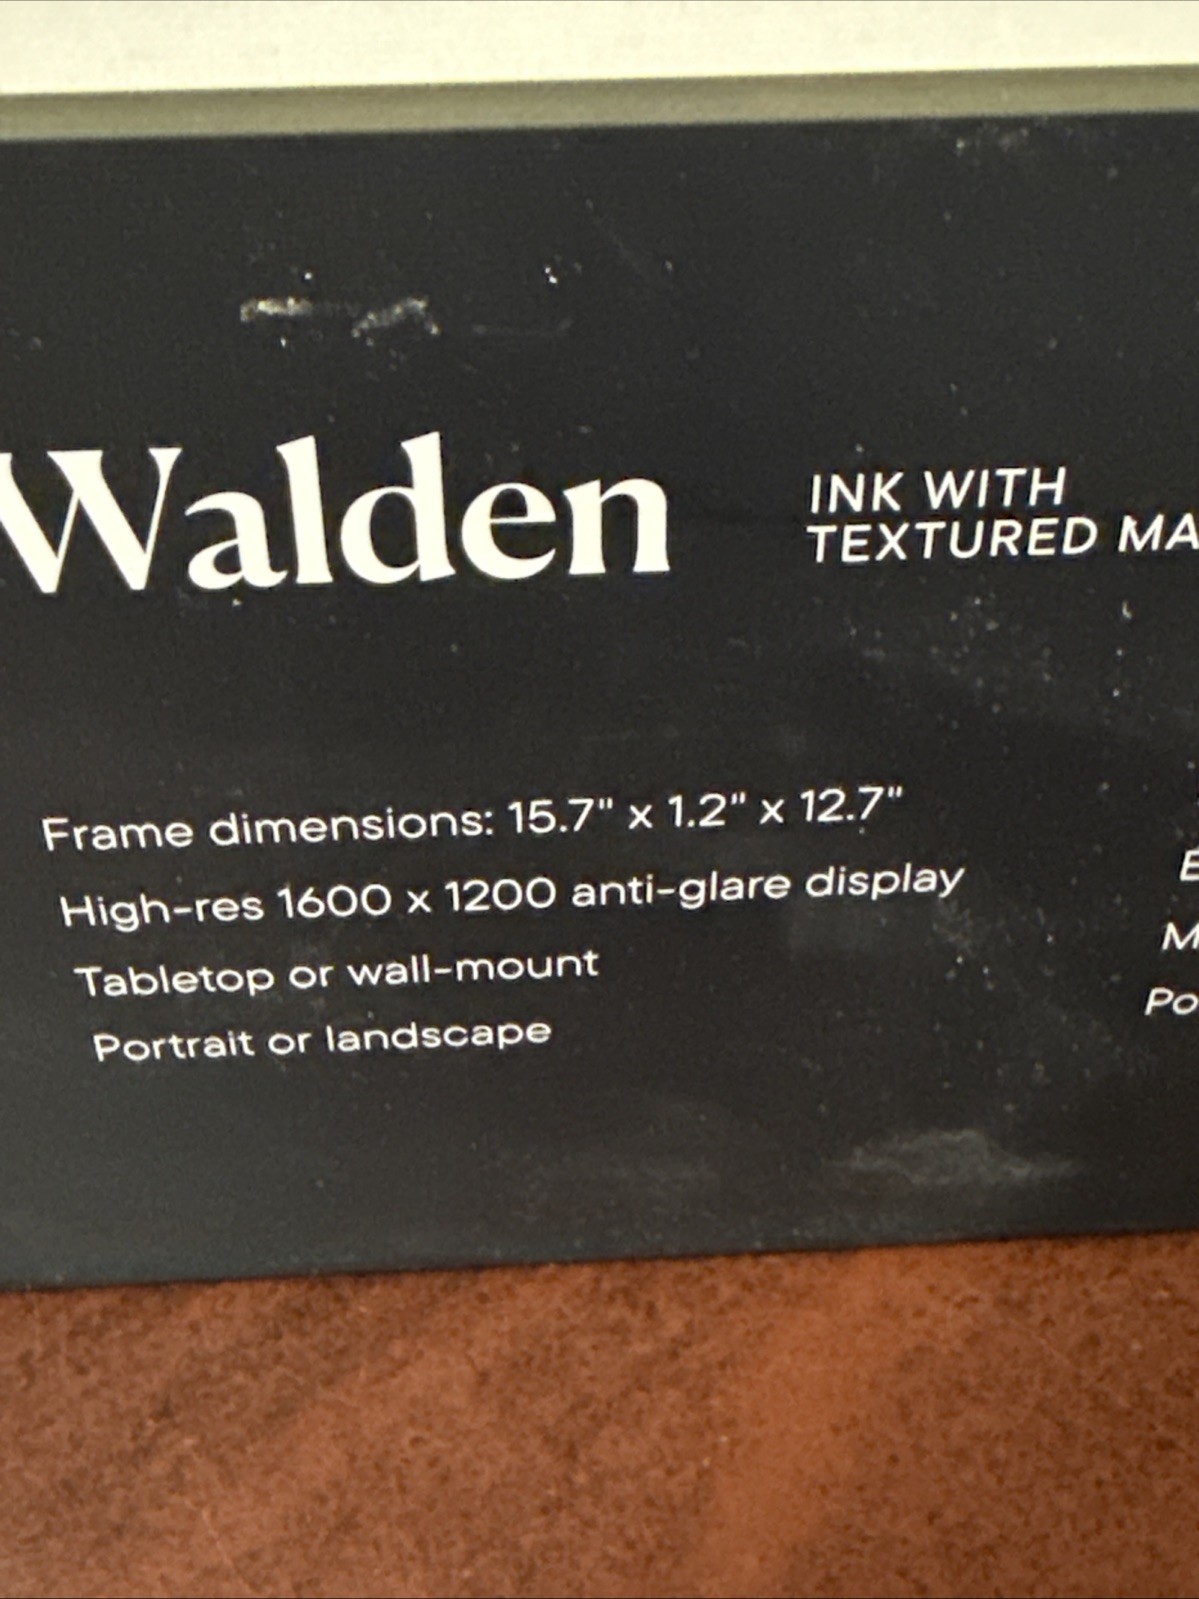 Walden
INK WITH
TEXTURED MA
Frame dimensions: 15.7" x 1.2" x 12.7"
High-res 1600 x 1200 anti-glare display
Tabletop or wall-mount
Portrait or landscape
E
M
Po